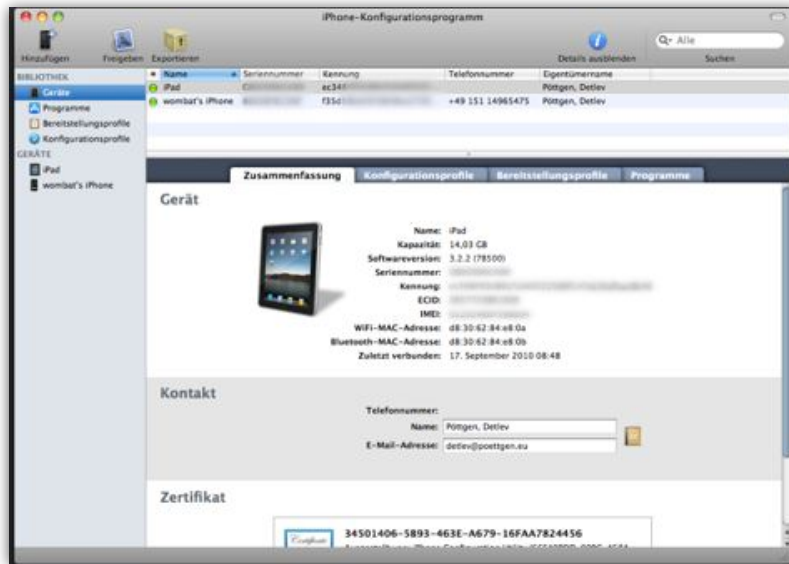 iPhone-Konfigurationsprogramm
Hinzufügen Freigeben Exportieren Details ausblenden Alle Suchen
BIBLIOTHEK
Geräte
Programme
Bereitstellungsprofile
Konfigurationsprofile
GERÄTE
iPad
wombat's iPhone
Name Seriennummer Kennung Telefonnummer Eigentümername
iPad Pöttgen, Detlev
wombat's iPhone +49 151 14965475 Pöttgen, Detlev
Zusammenfassung Konfigurationsprofile Bereitstellungsprofile Programme
Gerät
Name: iPad
Kapazität: 14,03 GB
Softwareversion: 3.2.2 (7B500)
Seriennummer:
Kennung:
ECID:
IMEI:
WiFi-MAC-Adresse: d8:30:62:84:e8:0a
Bluetooth-MAC-Adresse: d8:30:62:84:e8:0b
Zuletzt verbunden: 17. September 2010 08:48
Kontakt
Telefonnummer:
Name: Pöttgen, Detlev
E-Mail-Adresse: detlev@poettgen.eu
Zertifikat
Certificate
34501406-5893-463E-A679-16FAA7824456